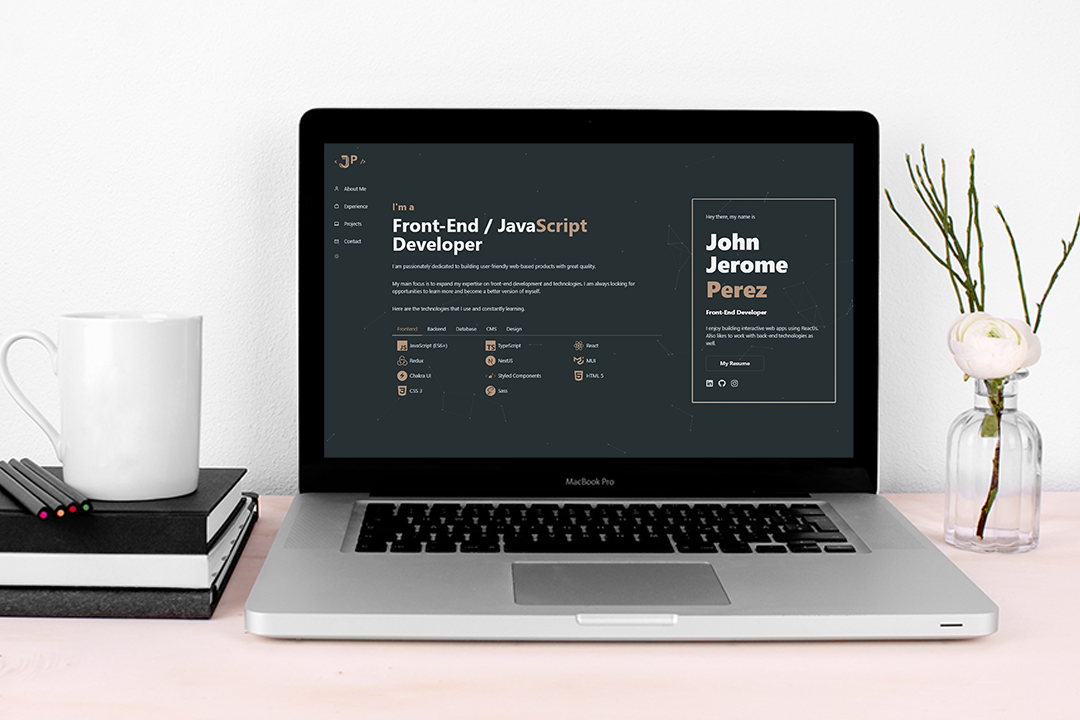 < JP />
About Me
Experience
Projects
Contact
I'm a
Front-End / JavaScript
Developer
I am passionately dedicated to building user-friendly web-based products with great quality.
My main focus is to expand my expertise on front-end development and technologies. I am always looking for
opportunities to learn more and become a better version of myself.
Here are the technologies that I use and constantly learning.
Frontend Backend Database CMS Design
JS JavaScript (ES6+) TS TypeScript React
Redux N NextJS MUI
Chakra UI Styled Components HTML 5
CSS 3 Sass
Hey there, my name is
John
Jerome
Perez
Front-End Developer
I enjoy building interactive web apps using ReactJS.
Also likes to work with back-end technologies as
well.
My Resume
MacBook Pro